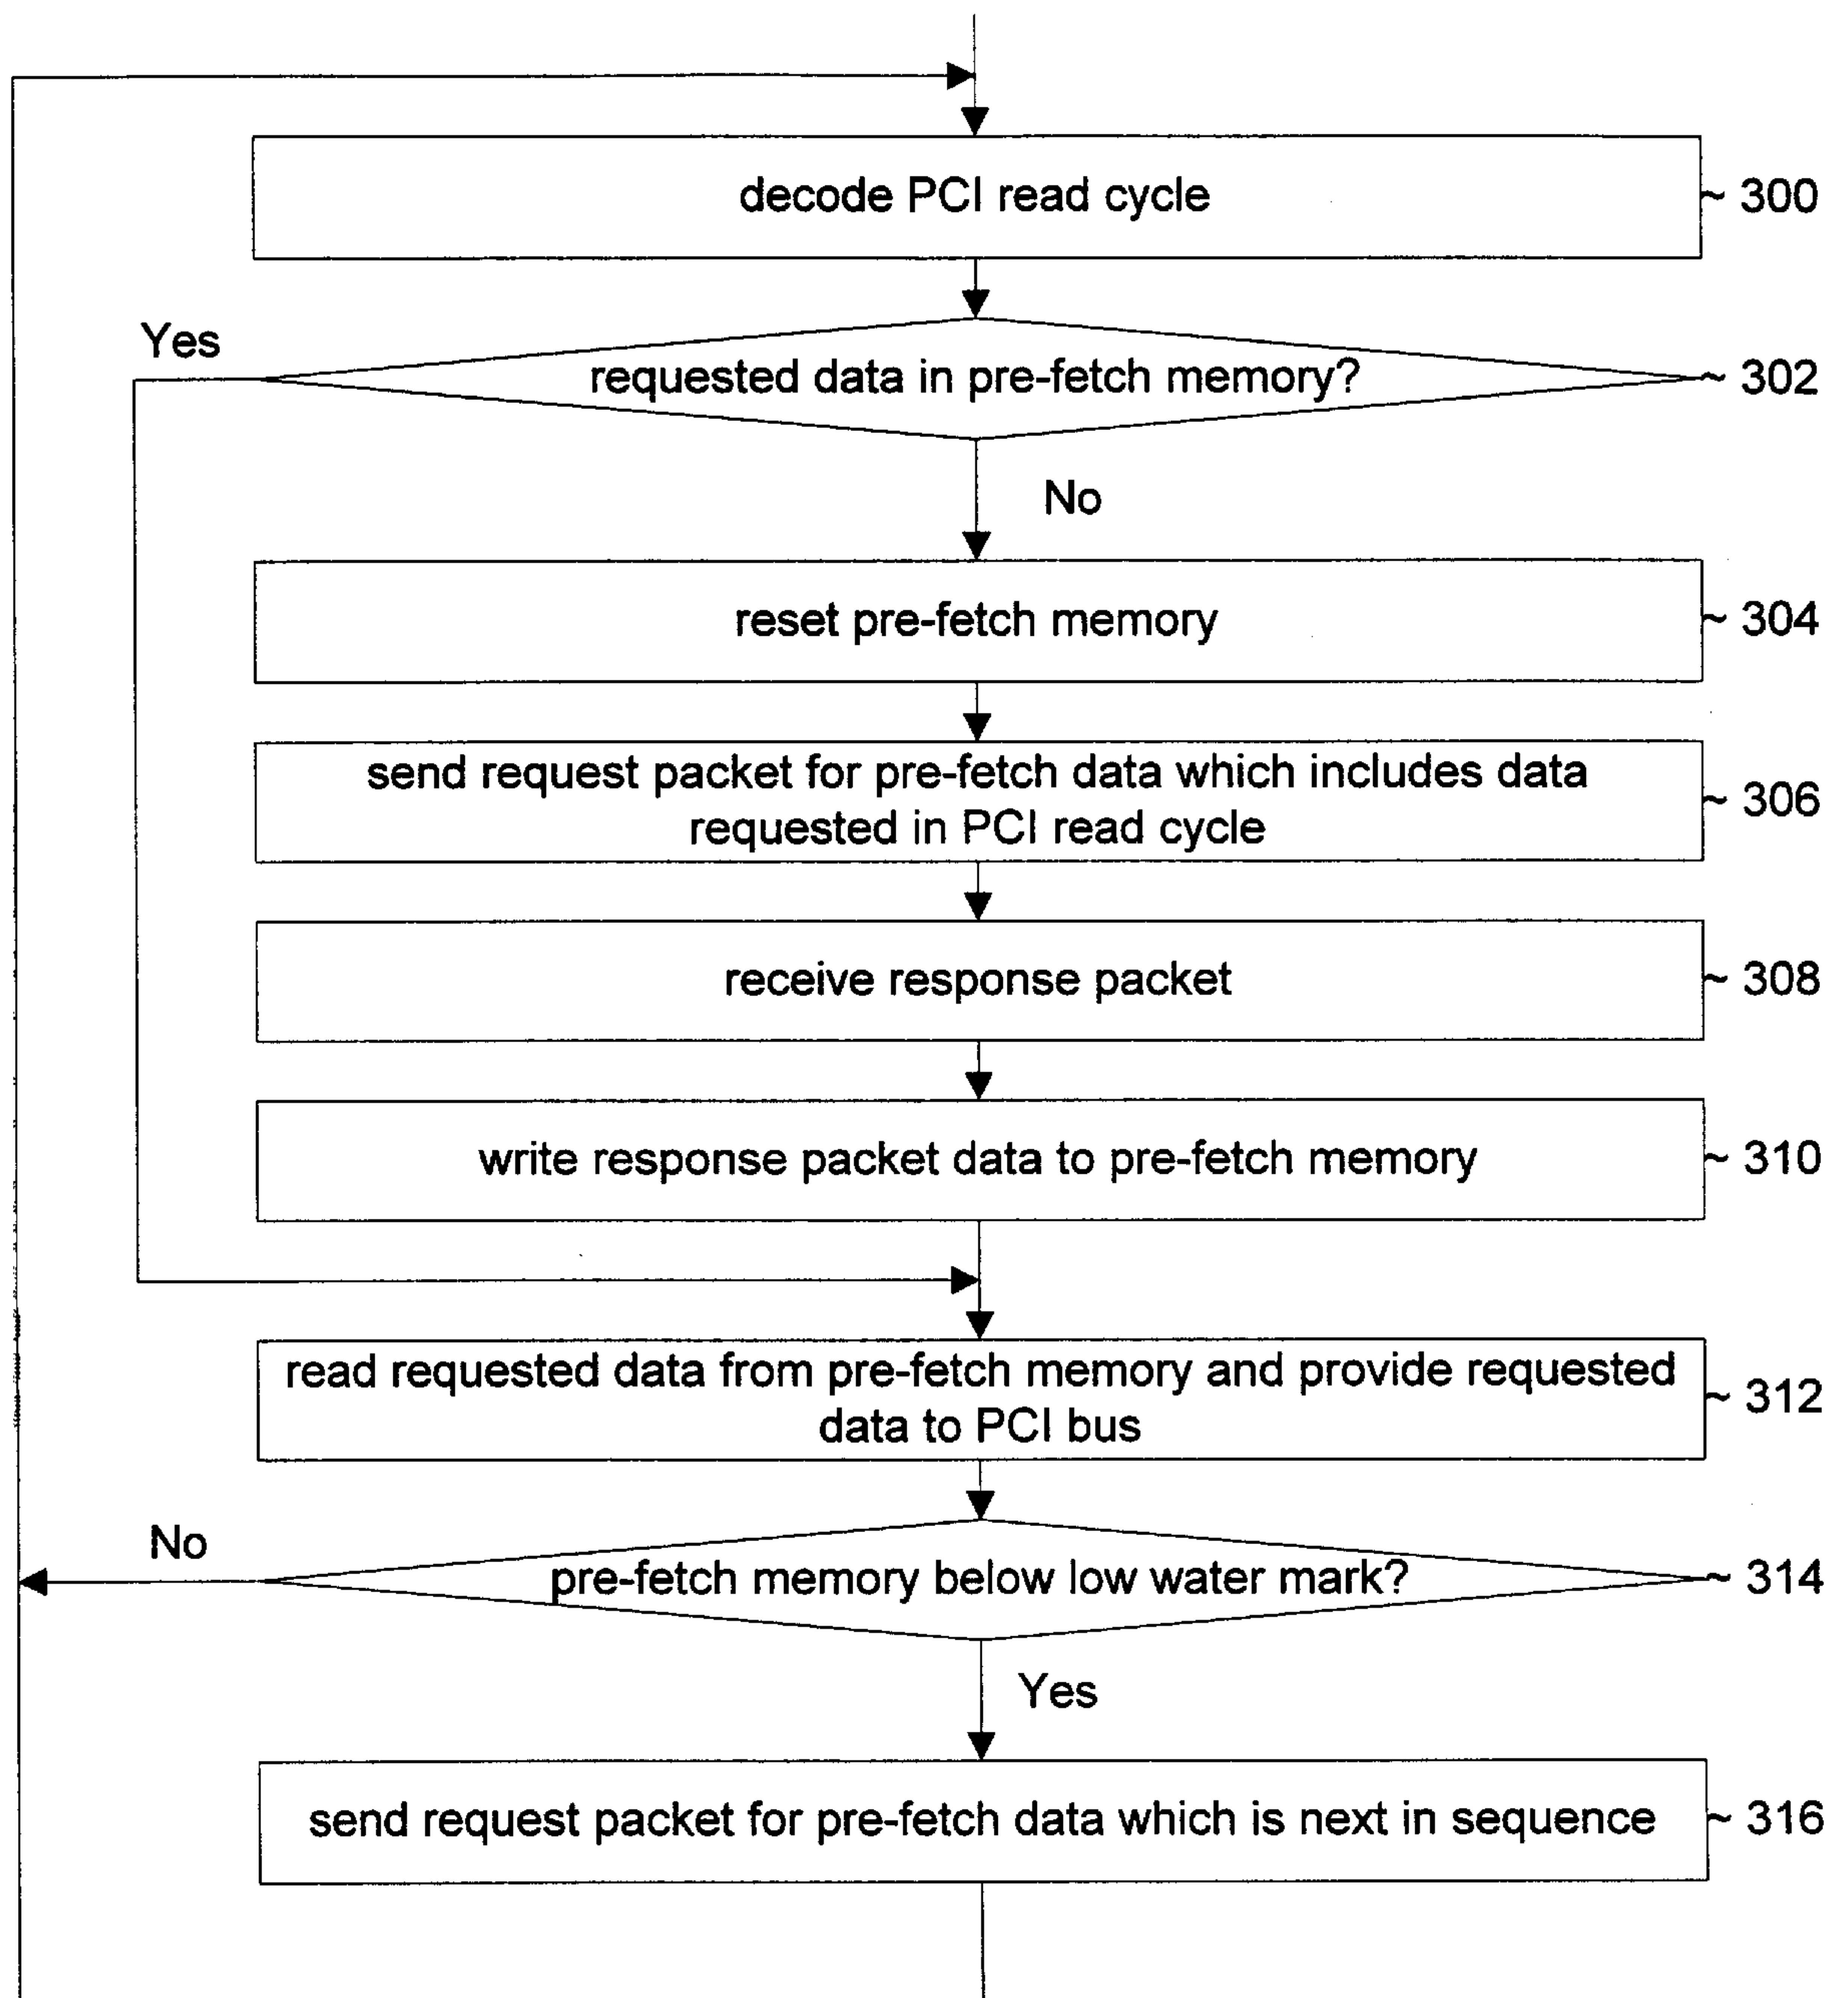 decode PCI read cycle
~ 300
Yes
requested data in pre-fetch memory?
~ 302
No
reset pre-fetch memory
~ 304
send request packet for pre-fetch data which includes data
requested in PCI read cycle
~ 306
receive response packet
~ 308
write response packet data to pre-fetch memory
~ 310
read requested data from pre-fetch memory and provide requested
data to PCI bus
~ 312
No
pre-fetch memory below low water mark?
~ 314
Yes
send request packet for pre-fetch data which is next in sequence
~ 316